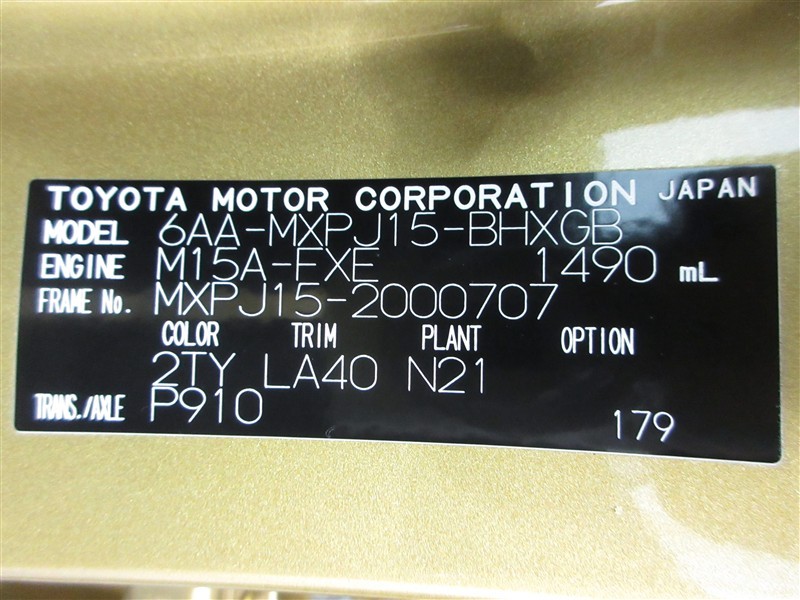 TOYOTA MOTOR CORPORATION JAPAN
MODEL 6AA-MXPJ15-BHXGB
ENGINE M15A-FXE 1490 mL
FRAME No. MXPJ15-2000707
COLOR TRIM PLANT OPTION
2TY LA40 N21
TRANS./AXLE P910
179